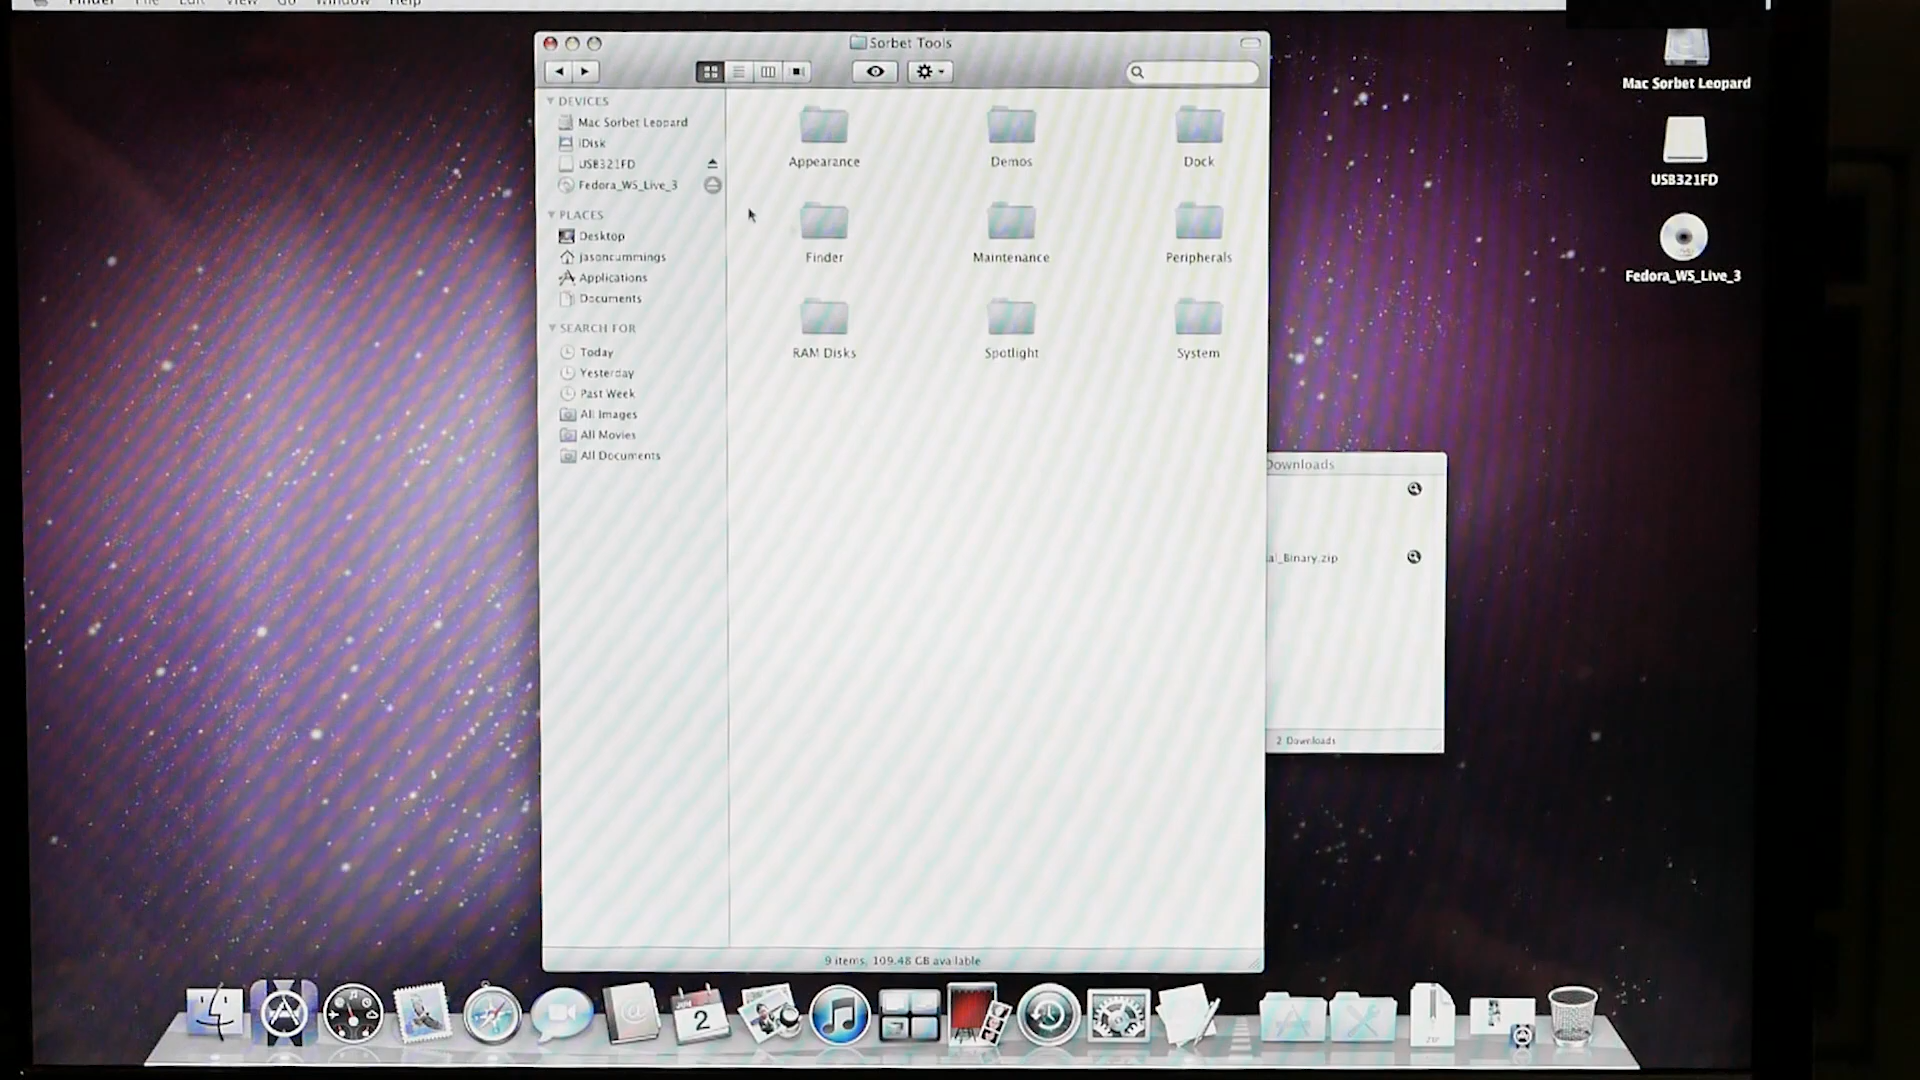 Finder File Edit View Go Window Help
Sorbet Tools
DEVICES
Mac Sorbet Leopard
iDisk
USB321FD
Fedora_WS_Live_3
PLACES
Desktop
jasoncummings
Applications
Documents
SEARCH FOR
Today
Yesterday
Past Week
All Images
All Movies
All Documents
Appearance Demos Dock
Finder Maintenance Peripherals
RAM Disks Spotlight System
9 items, 109.48 GB available
Downloads
al_Binary.zip
2 Downloads
Mac Sorbet Leopard
USB321FD
Fedora_WS_Live_3
2
ZIP